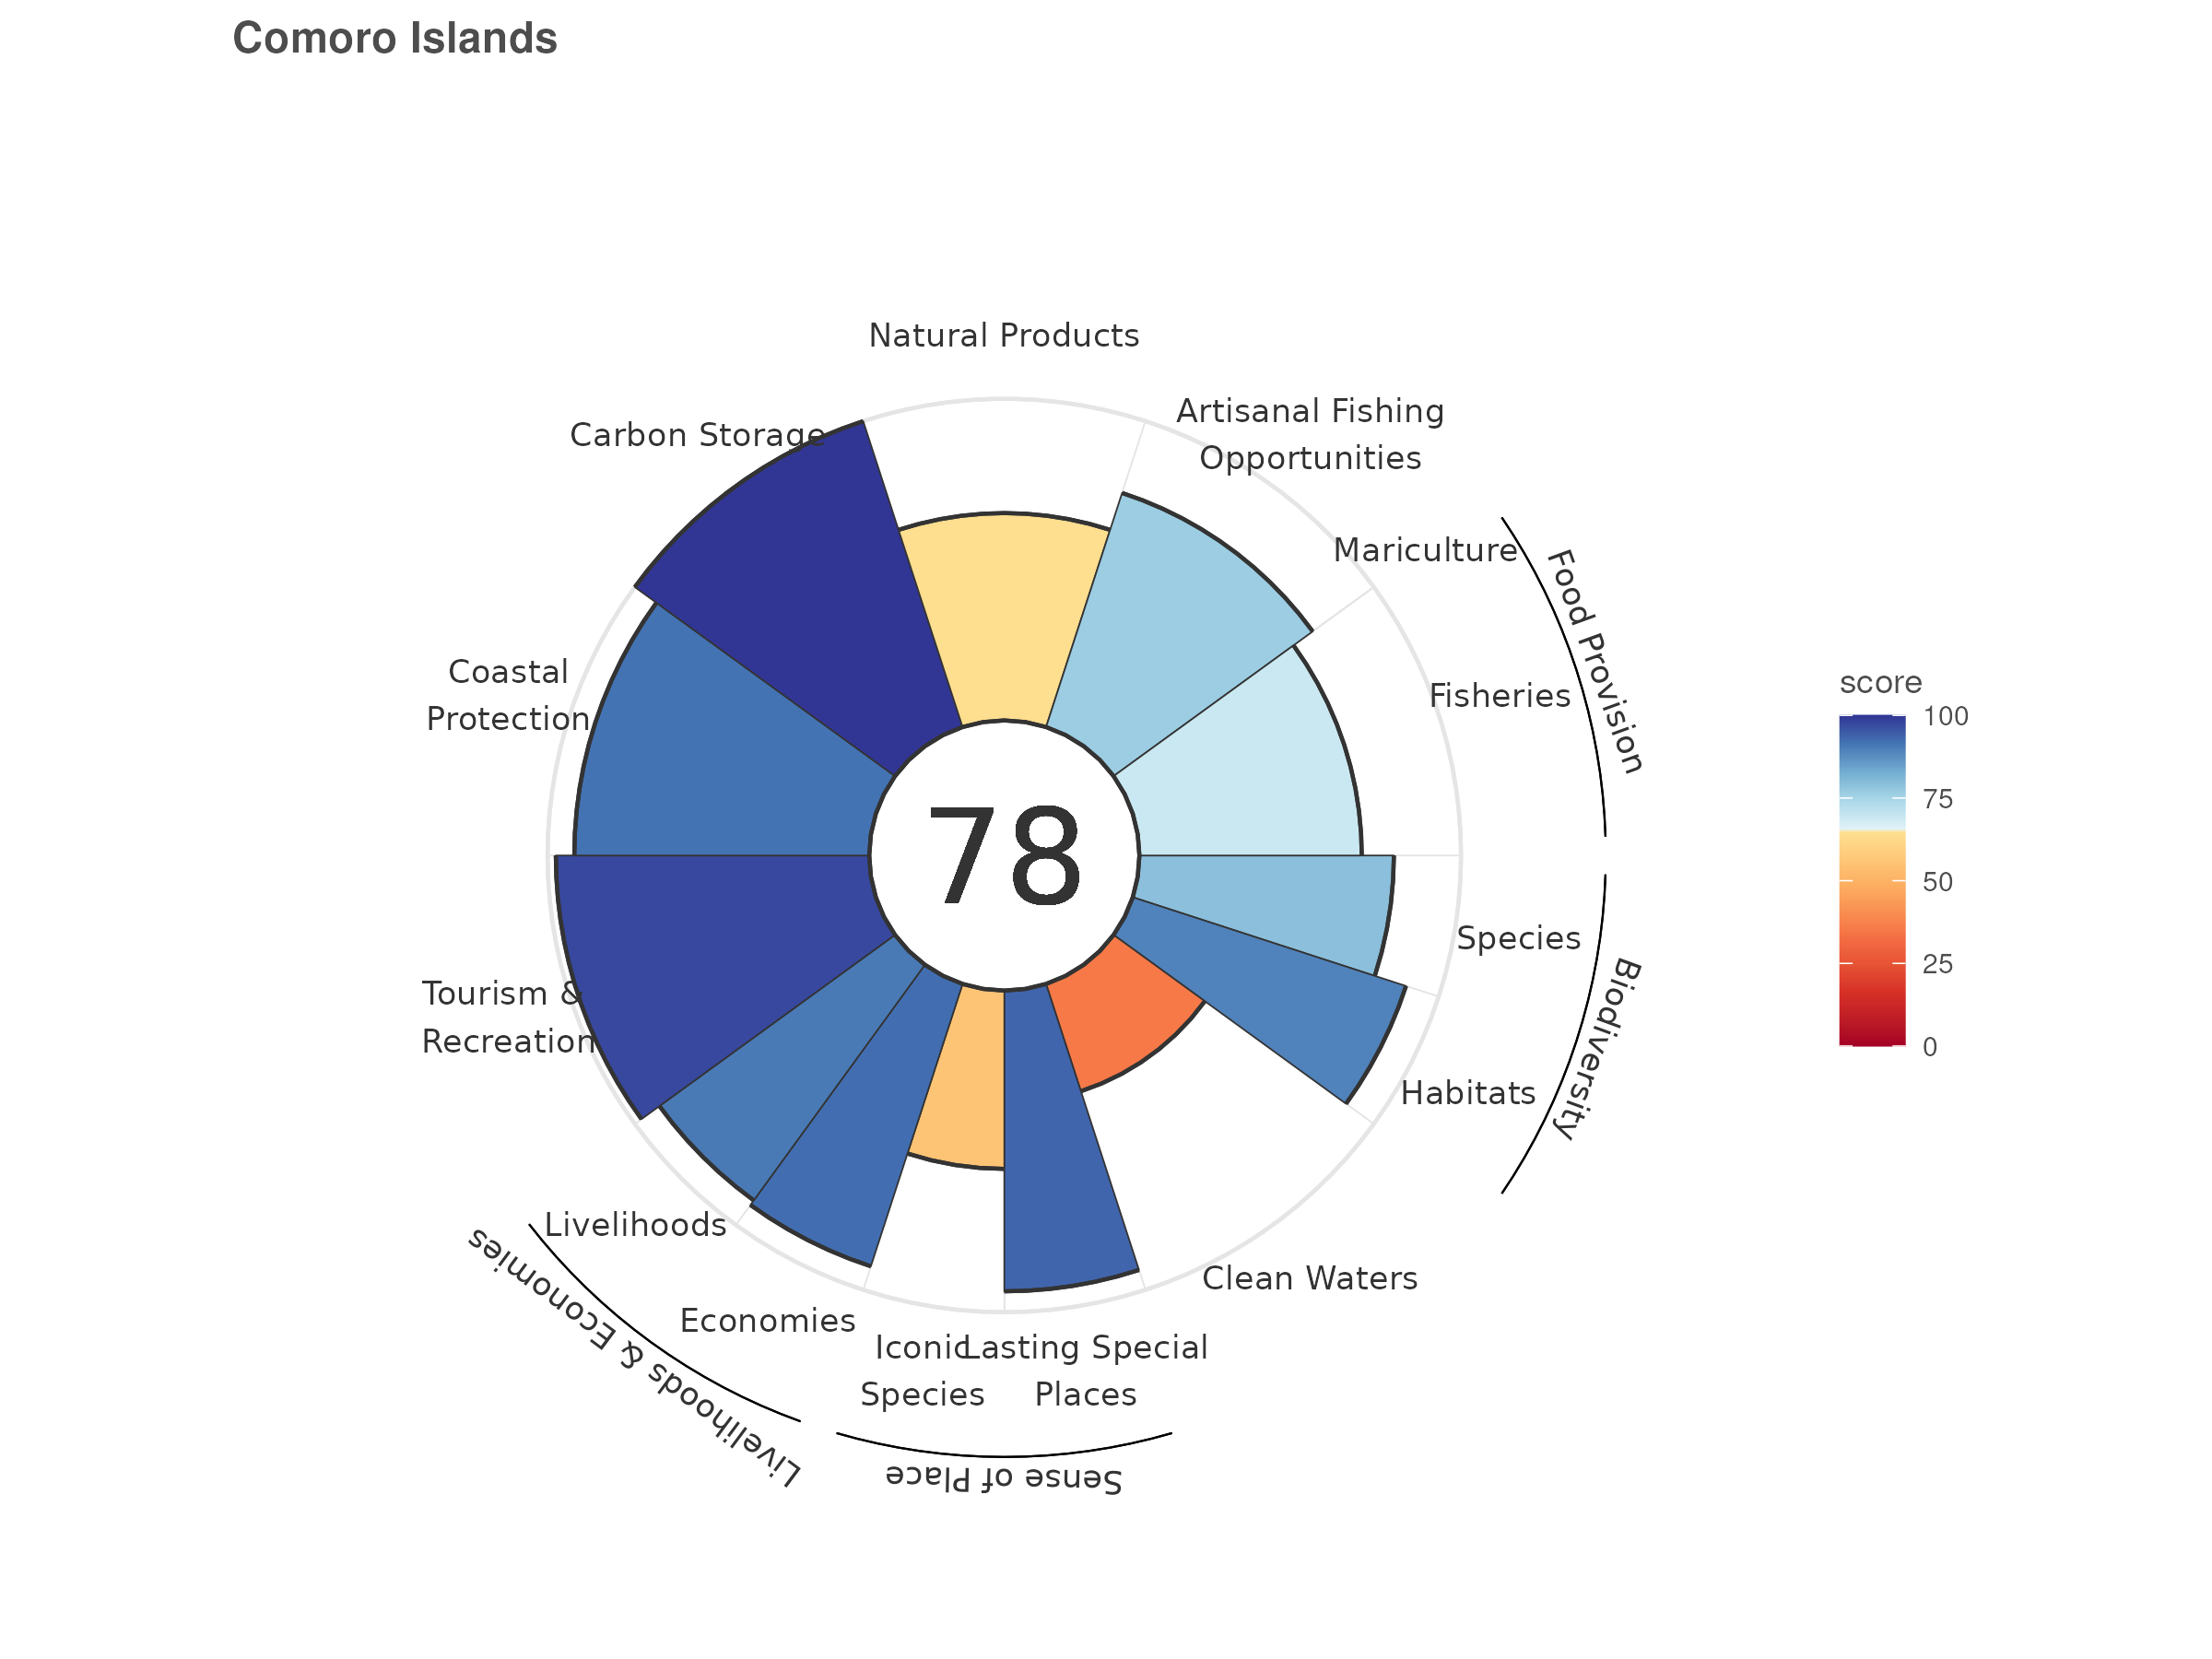 Comoro Islands
Natural Products
Artisanal Fishing
Opportunities
Carbon Storage
Mariculture
Food Provision
Fisheries
Coastal
Protection
78
score
100
75
50
25
0
Species
Biodiversity
Habitats
Tourism &
Recreation
Livelihoods
Livelihoods & Economies
Economies
Clean Waters
Iconic
Species
Lasting Special
Places
Sense of Place